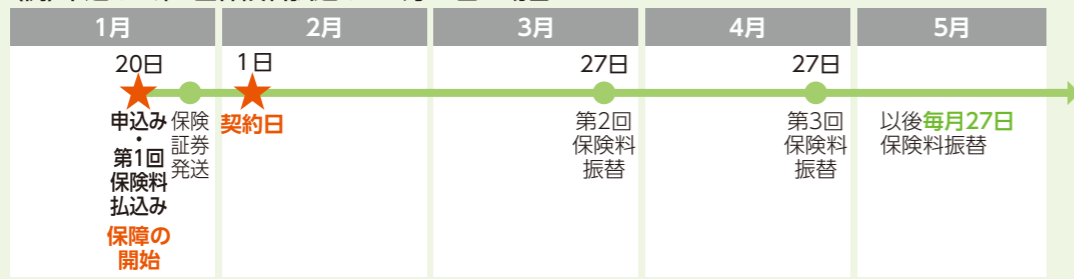 1月 2月 3月 4月 5月
20日 1日 27日 27日
申込み
・
第1回
保険料
払込み
保障の
開始
保険
証券
発送
契約日
第2回
保険料
振替
第3回
保険料
振替
以後毎月27日
保険料振替